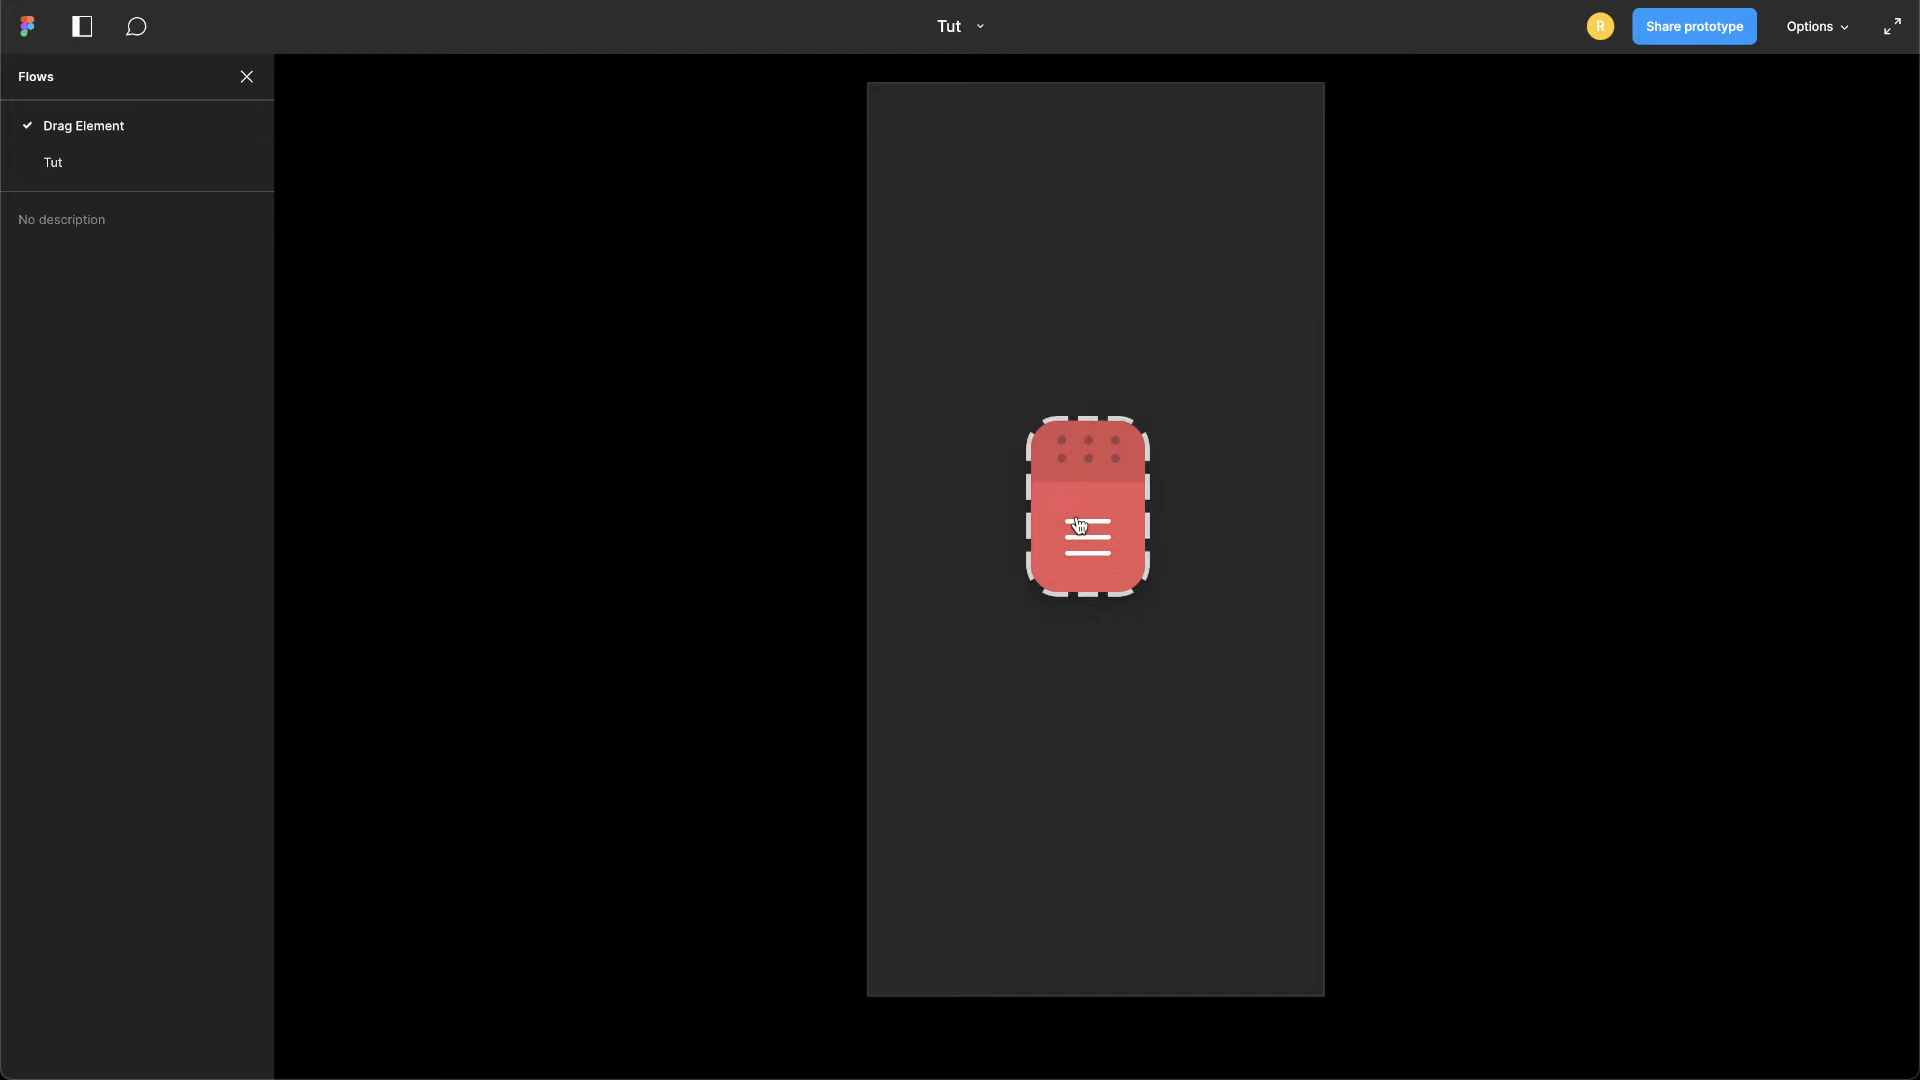 Tut
R
Share prototype
Options
Flows
Drag Element
Tut
No description